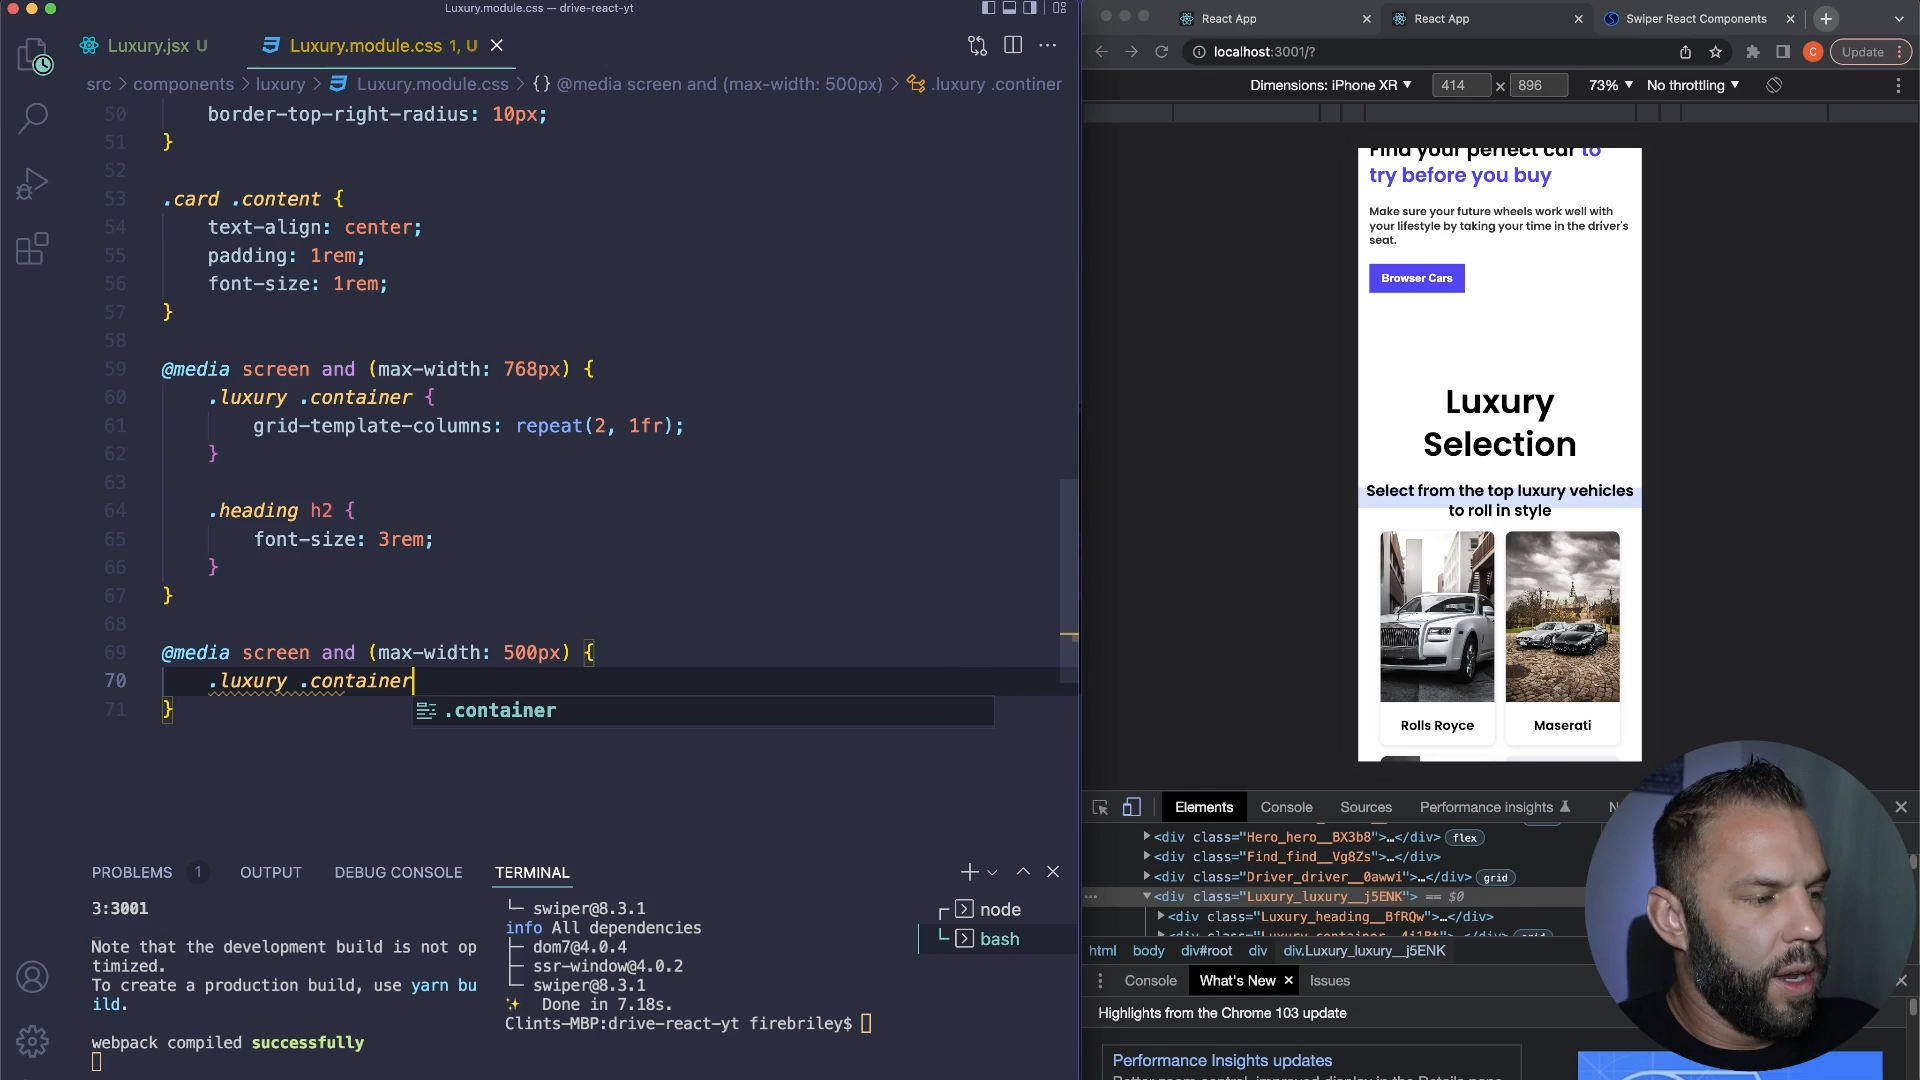 Luxury.module.css — drive-react-yt
Luxury.jsx U
Luxury.module.css 1, U
src > components > luxury > Luxury.module.css > {} @media screen and (max-width: 500px) > .luxury .continer
50 border-top-right-radius: 10px;
51 }
52
53 .card .content {
54 text-align: center;
55 padding: 1rem;
56 font-size: 1rem;
57 }
58
59 @media screen and (max-width: 768px) {
60 .luxury .container {
61 grid-template-columns: repeat(2, 1fr);
62 }
63
64 .heading h2 {
65 font-size: 3rem;
66 }
67 }
68
69 @media screen and (max-width: 500px) {
70 .luxury .container
71 }
.container
PROBLEMS 1 OUTPUT DEBUG CONSOLE TERMINAL
3:3001
Note that the development build is not op
timized.
To create a production build, use yarn bu
ild.
webpack compiled successfully
└─ swiper@8.3.1
info All dependencies
├─ dom7@4.0.4
├─ ssr-window@4.0.2
└─ swiper@8.3.1
✨ Done in 7.18s.
Clints-MBP:drive-react-yt firebriley$
node
bash
React App
React App
Swiper React Components
localhost:3001/?
C
Update
Dimensions: iPhone XR ▼ 414 × 896 73% ▼ No throttling ▼
Find your perfect car to
try before you buy
Make sure your future wheels work well with
your lifestyle by taking your time in the driver's
seat.
Browser Cars
Luxury
Selection
Select from the top luxury vehicles
to roll in style
Rolls Royce
Maserati
Elements Console Sources Performance insights
<div class="Hero_hero__BX3b8">…</div> flex
<div class="Find_find__Vg8Zs">…</div>
<div class="Driver_driver__0awwi">…</div> grid
<div class="Luxury_luxury__j5ENK"> == $0
<div class="Luxury_heading__BfRQw">…</div>
html body div#root div div.Luxury_luxury__j5ENK
Console What's New Issues
Highlights from the Chrome 103 update
Performance Insights updates